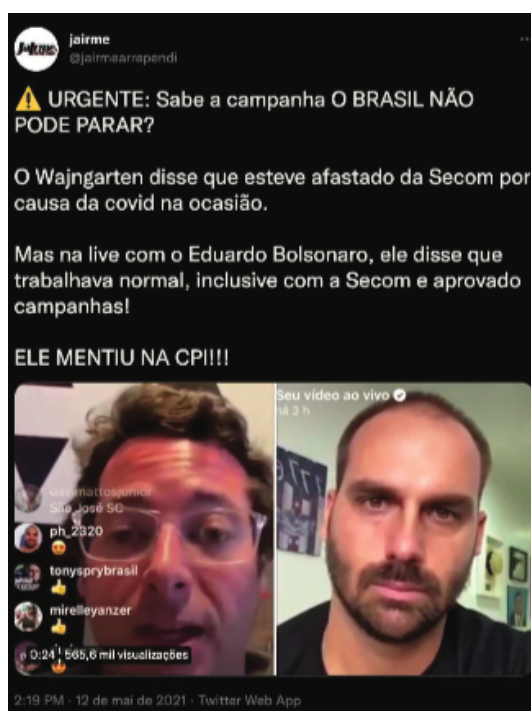 jairme
@jairmearrependi
⚠️ URGENTE: Sabe a campanha O BRASIL NÃO
PODE PARAR?
O Wajngarten disse que esteve afastado da Secom por
causa da covid na ocasião.
Mas na live com o Eduardo Bolsonaro, ele disse que
trabalhava normal, inclusive com a Secom e aprovado
campanhas!
ELE MENTIU NA CPI!!!!
Seu vídeo ao vivo
há 3 h
São José SC
ph_2320
tonysprybrasil
mirelleyanzer
0:24 565,6 mil visualizações
2:19 PM · 12 de mai de 2021 · Twitter Web App